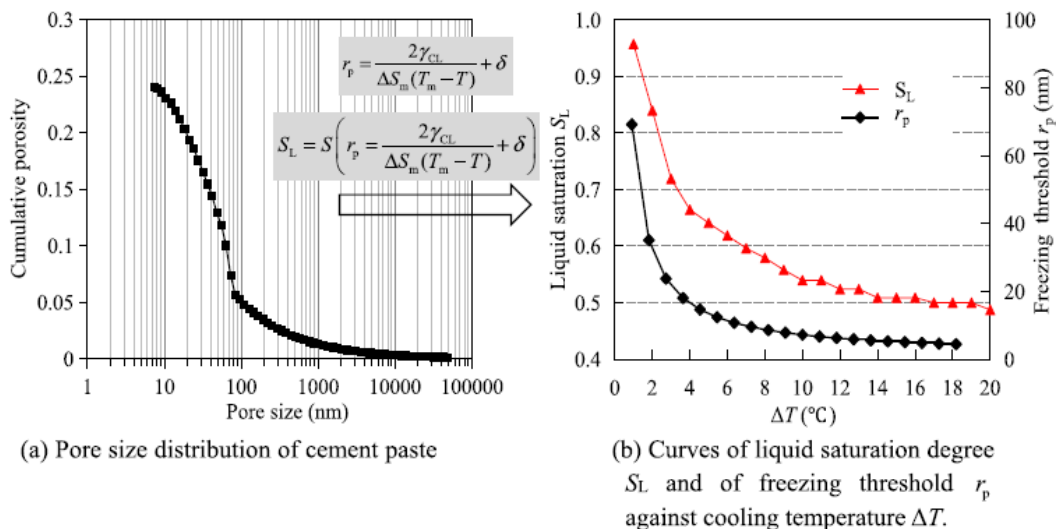 0.3
0.25
0.2
0.15
0.1
0.05
0
Cumulative porosity
1 10 100 1000 10000 100000
Pore size (nm)
r_p = 2γ_CL / ΔS_m(T_m − T) + δ
S_L = S( r_p = 2γ_CL / ΔS_m(T_m − T) + δ )
(a) Pore size distribution of cement paste
1.0
0.9
0.8
0.7
0.6
0.5
0.4
Liquid saturation S_L
S_L
r_p
100
80
60
40
20
0
Freezing threshold r_p (nm)
0 2 4 6 8 10 12 14 16 18 20
ΔT (℃)
(b) Curves of liquid saturation degree
S_L and of freezing threshold r_p
against cooling temperature ΔT.